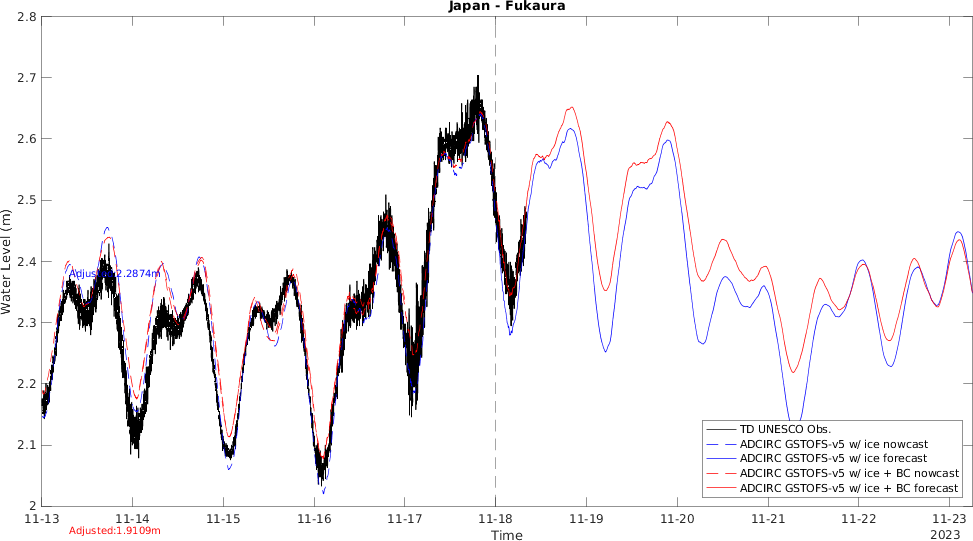 Japan - Fukaura
2.8
2.7
2.6
2.5
2.4
2.3
2.2
2.1
2
Water Level (m)
Adjusted:2.2874m
TD UNESCO Obs.
ADCIRC GSTOFS-v5 w/ ice nowcast
ADCIRC GSTOFS-v5 w/ ice forecast
ADCIRC GSTOFS-v5 w/ ice + BC nowcast
ADCIRC GSTOFS-v5 w/ ice + BC forecast
11-13 11-14 11-15 11-16 11-17 11-18 11-19 11-20 11-21 11-22 11-23
Adjusted:1.9109m
Time
2023